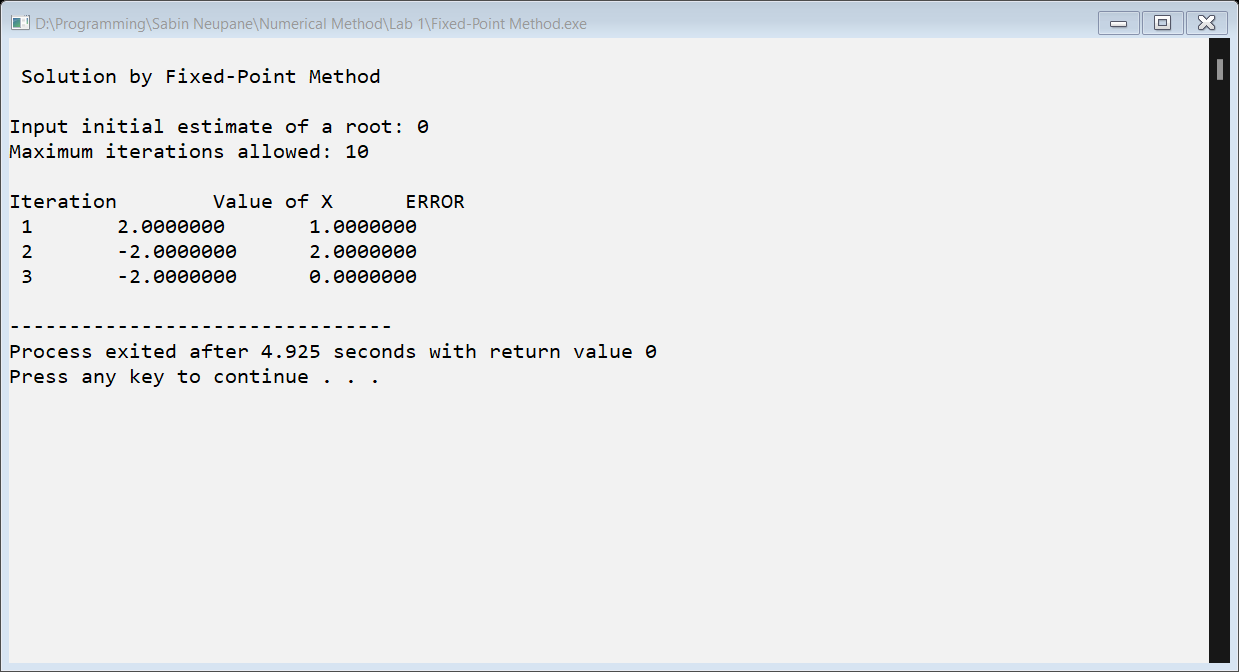 D:\Programming\Sabin Neupane\Numerical Method\Lab 1\Fixed-Point Method.exe
Solution by Fixed-Point Method
Input initial estimate of a root: 0
Maximum iterations allowed: 10
Iteration        Value of X      ERROR
1       2.0000000       1.0000000
2       -2.0000000      2.0000000
3       -2.0000000      0.0000000
--------------------------------
Process exited after 4.925 seconds with return value 0
Press any key to continue . . .